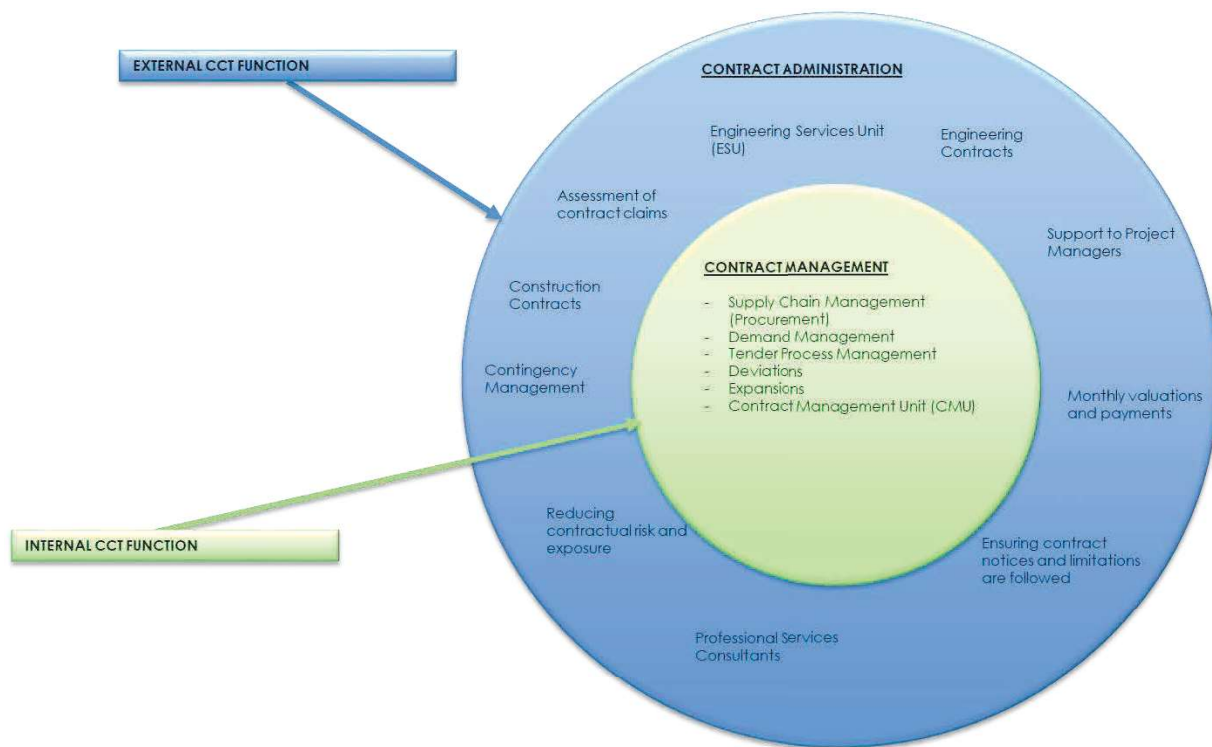 EXTERNAL CCT FUNCTION
CONTRACT ADMINISTRATION
Engineering Services Unit
(ESU)
Engineering
Contracts
Assessment of
contract claims
Support to Project
Managers
Construction
Contracts
CONTRACT MANAGEMENT
- Supply Chain Management
(Procurement)
- Demand Management
- Tender Process Management
- Deviations
- Expansions
- Contract Management Unit (CMU)
Contingency
Management
Monthly valuations
and payments
Reducing
contractual risk and
exposure
INTERNAL CCT FUNCTION
Ensuring contract
notices and limitations
are followed
Professional Services
Consultants